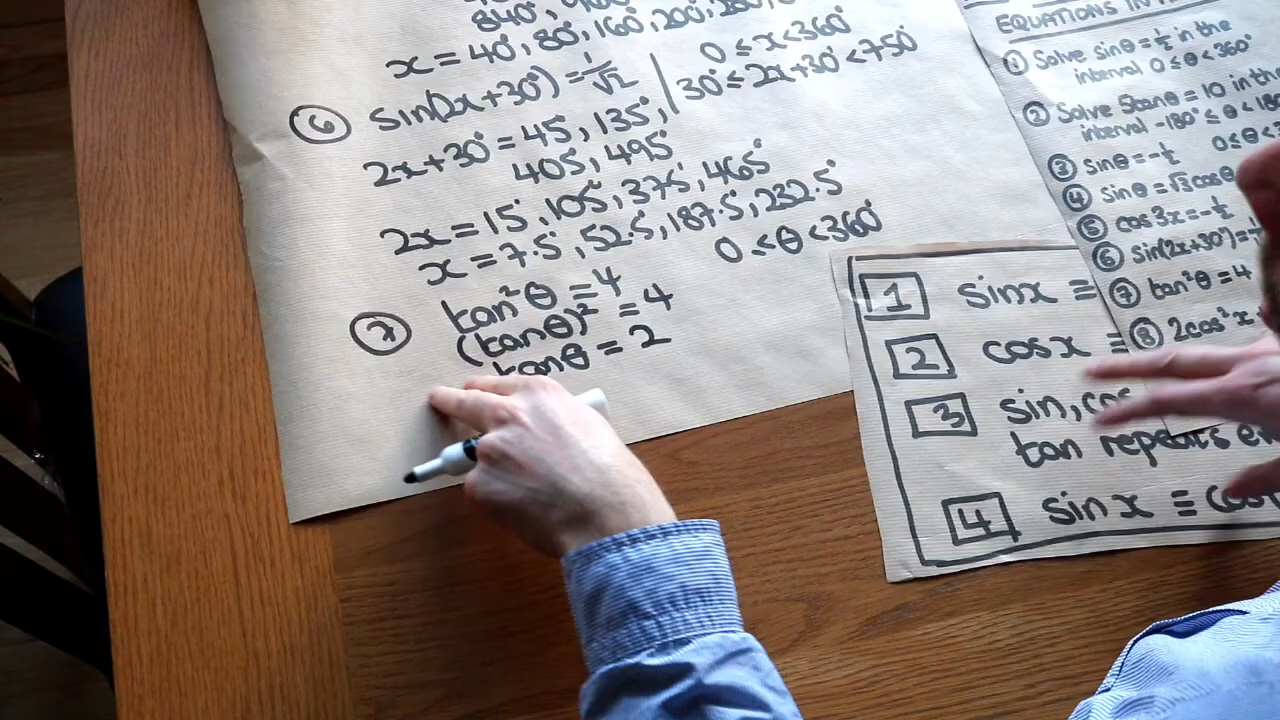 840°,
x = 40°, 80°, 160°, 200°, 280°,
⑥ sin(2x+30°) = 1/√2
0 ≤ x < 360°
30° ≤ 2x+30° < 750°
2x+30° = 45°, 135°,
405°, 495°
2x = 15°, 105°, 375°, 465°
x = 7.5°, 52.5°, 187.5°, 232.5°
⑦ tan²θ = 4
0 ≤ θ < 360°
(tanθ)² = 4
tanθ = 2
EQUATIONS IN
① Solve sinθ = ½ in the
interval 0 ≤ θ < 360°
② Solve 5tanθ = 10 in the
interval -180° ≤ θ < 180°
0 ≤ θ <
③ sinθ = -½
④ sinθ = √3cosθ
⑤ cos3x = -½
⑥ sin(2x+30°) =
⑦ tan²θ = 4
⑧ 2cos²x
1 sinx ≡
2 cosx ≡
3 sin, cos
tan repeats
4 sinx ≡ cos